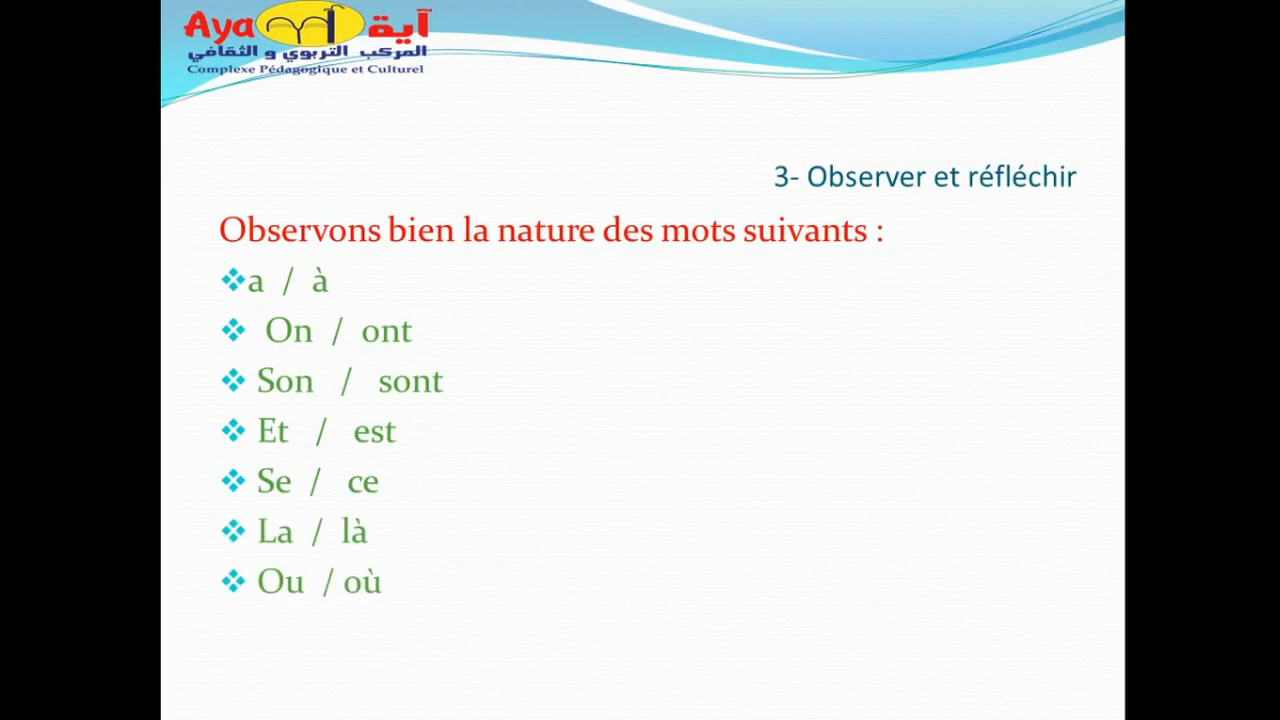 Aya آية
المركب التربوي و الثقافي
Complexe Pédagogique et Culturel
3- Observer et réfléchir
Observons bien la nature des mots suivants :
❖a / à
❖ On / ont
❖ Son / sont
❖ Et / est
❖ Se / ce
❖ La / là
❖ Ou / où